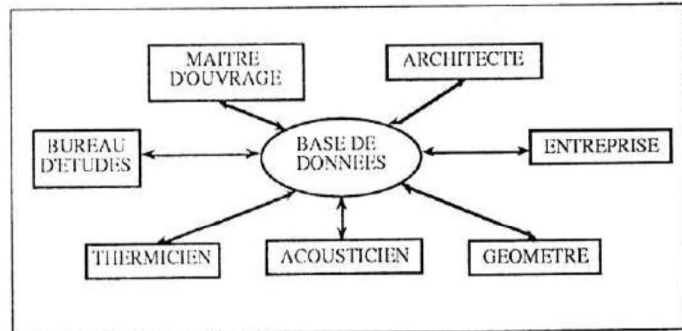 MAITRE
D'OUVRAGE
ARCHITECTE
BUREAU
D'ETUDES
BASE DE
DONNEES
ENTREPRISE
THERMICIEN
ACOUSTICIEN
GEOMETRE